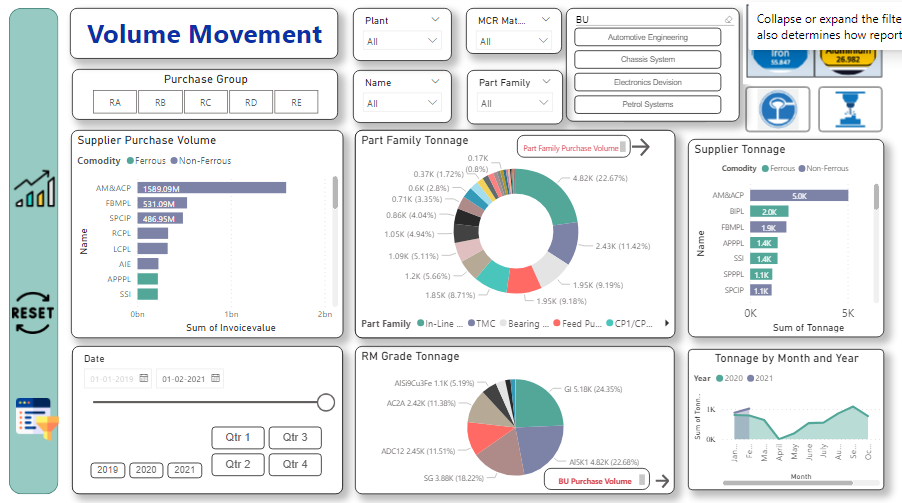 Volume Movement
Plant
All
MCR Mat...
All
Name
All
Part Family
All
BU
Automotive Engineering
Chassis System
Electronics Devision
Petrol Systems
Collapse or expand the filte
also determines how report
Iron
55.847
Aluminium
26.982
Purchase Group
RA RB RC RD RE
Supplier Purchase Volume
Comodity Ferrous Non-Ferrous
Name
AM&ACP 1589.09M
FBMPL 531.09M
SPCIP 486.95M
RCPL
LCPL
AIE
APPPL
SSI
0bn 1bn 2bn
Sum of Invoicevalue
Part Family Tonnage
Part Family Purchase Volume
0.17K
(0.8%)
0.37K (1.72%)
0.6K (2.8%)
0.71K (3.35%)
0.86K (4.04%)
1.05K (4.94%)
1.09K (5.11%)
1.2K (5.66%)
1.85K (8.71%)
4.82K (22.67%)
2.43K (11.42%)
1.95K (9.19%)
1.95K (9.18%)
Part Family In-Line ... TMC Bearing ... Feed Pu... CP1/CP...
Supplier Tonnage
Comodity Ferrous Non-Ferrous
Name
AM&ACP 5.0K
BIPL 2.0K
FBMPL 1.9K
APPPL 1.4K
SSI 1.4K
SPPPL 1.1K
SPCIP 1.1K
0K 5K
Sum of Tonnage
RESET
Date
01-01-2019 01-02-2021
Qtr 1 Qtr 3
2019 2020 2021 Qtr 2 Qtr 4
RM Grade Tonnage
AlSi9Cu3Fe 1.1K (5.19%)
AC2A 2.42K (11.38%)
ADC12 2.45K (11.51%)
SG 3.88K (18.22%)
GI 5.18K (24.35%)
AISK1 4.82K (22.68%)
BU Purchase Volume
Tonnage by Month and Year
Year 2020 2021
Sum of Tonn...
1K
0K
Jan... Fe... Ma... April May June July Au... Se... Oc...
Month